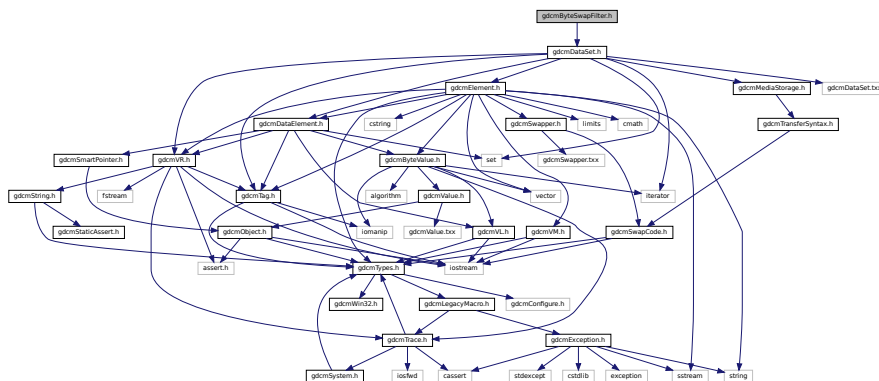 gdcmByteSwapFilter.h
gdcmDataSet.h
gdcmElement.h
gdcmMediaStorage.h
gdcmDataSet.txx
gdcmDataElement.h
cstring
gdcmSwapper.h
limits
cmath
gdcmTransferSyntax.h
gdcmSmartPointer.h
gdcmVR.h
gdcmByteValue.h
set
gdcmSwapper.txx
gdcmString.h
fstream
gdcmTag.h
algorithm
gdcmValue.h
vector
iterator
gdcmStaticAssert.h
gdcmObject.h
iomanip
gdcmValue.txx
gdcmVL.h
gdcmVM.h
gdcmSwapCode.h
assert.h
gdcmTypes.h
iostream
gdcmWin32.h
gdcmLegacyMacro.h
gdcmConfigure.h
gdcmTrace.h
gdcmException.h
gdcmSystem.h
iosfwd
cassert
stdexcept
cstdlib
exception
sstream
string